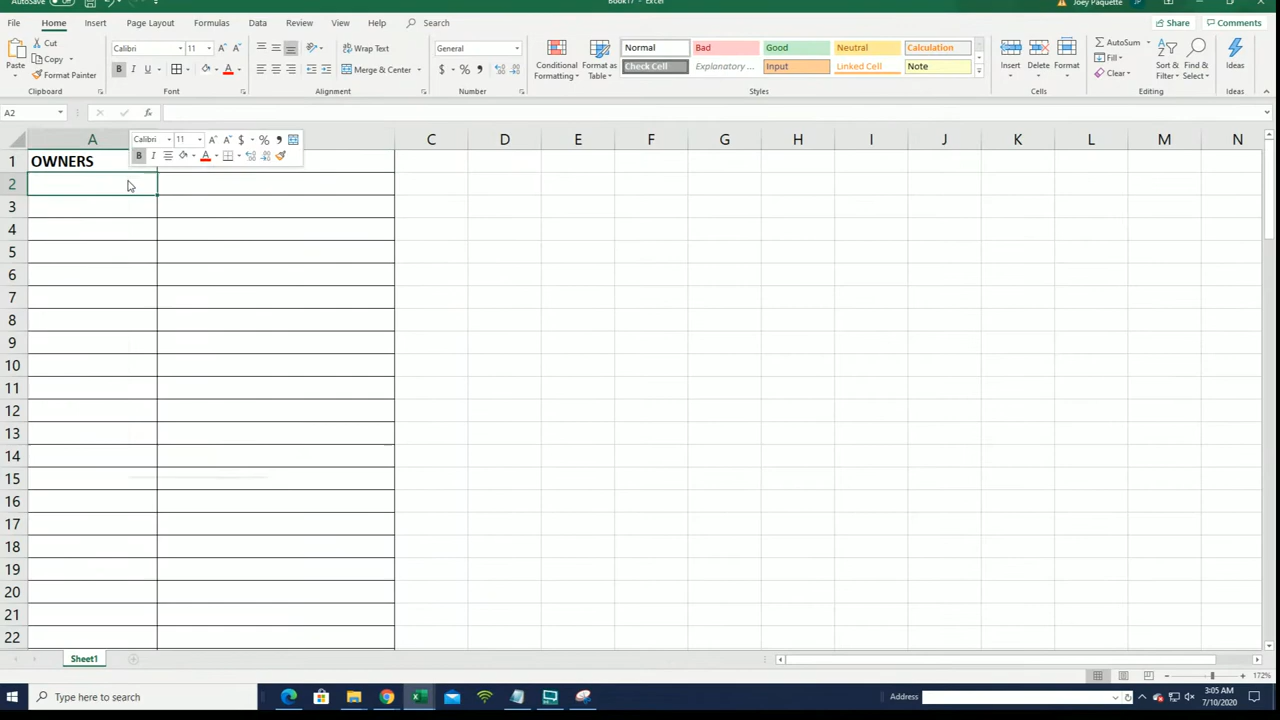 AutoSave Book17 - Excel Joey Paquette JP
File Home Insert Page Layout Formulas Data Review View Help Search Share Comments
Paste Cut Copy Format Painter
Calibri 11 Wrap Text Merge & Center General
Conditional Formatting Format as Table
Normal Bad Good Neutral Calculation
Check Cell Explanatory ... Input Linked Cell Note
Insert Delete Format AutoSum Fill Clear Sort & Filter Find & Select Ideas
Clipboard Font Alignment Number Styles Cells Editing Ideas
A2
Calibri 11
A C D E F G H I J K L M N
1 OWNERS
2
3
4
5
6
7
8
9
10
11
12
13
14
15
16
17
18
19
20
21
22
Sheet1
172%
Type here to search Address 3:05 AM
7/10/2020